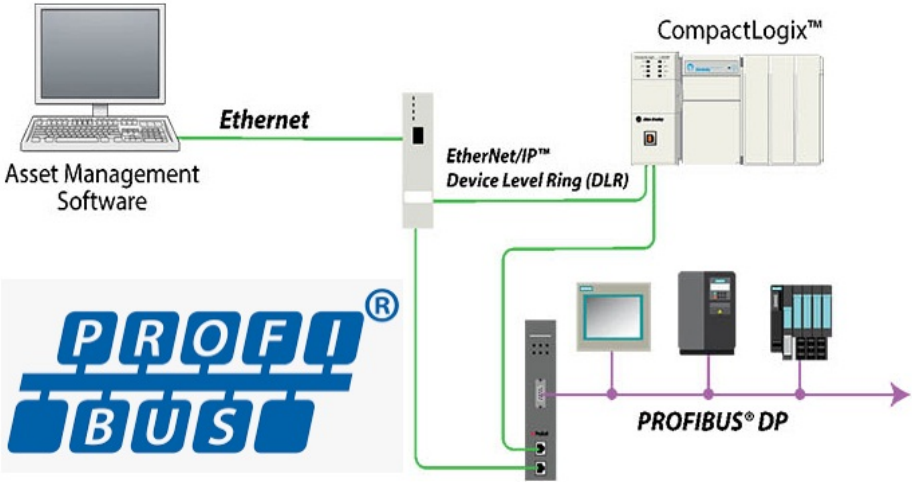 CompactLogix™
Ethernet
EtherNet/IP™
Device Level Ring (DLR)
Asset Management
Software
PROFI®
BUS
PROFIBUS® DP